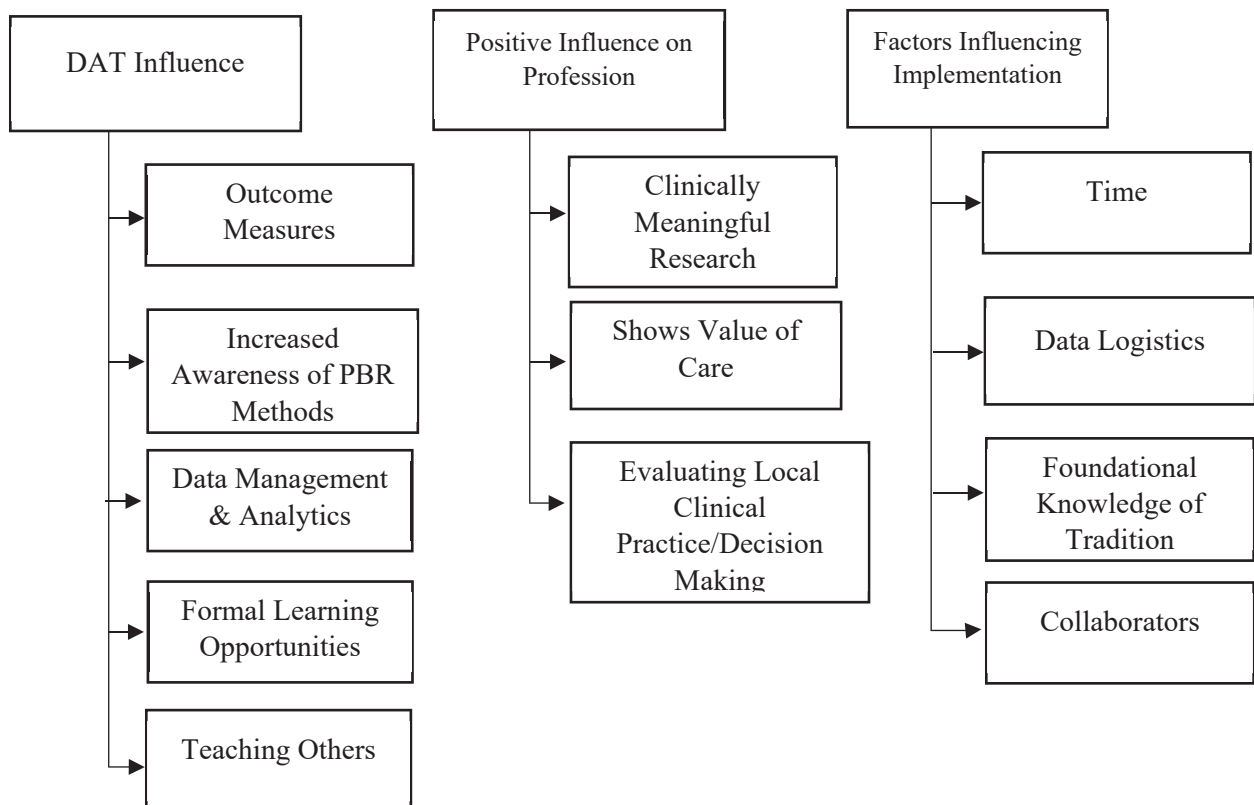 DAT Influence
Outcome
Measures
Increased
Awareness of PBR
Methods
Data Management
& Analytics
Formal Learning
Opportunities
Teaching Others
Positive Influence on
Profession
Clinically
Meaningful
Research
Shows Value of
Care
Evaluating Local
Clinical
Practice/Decision
Making
Factors Influencing
Implementation
Time
Data Logistics
Foundational
Knowledge of
Tradition
Collaborators